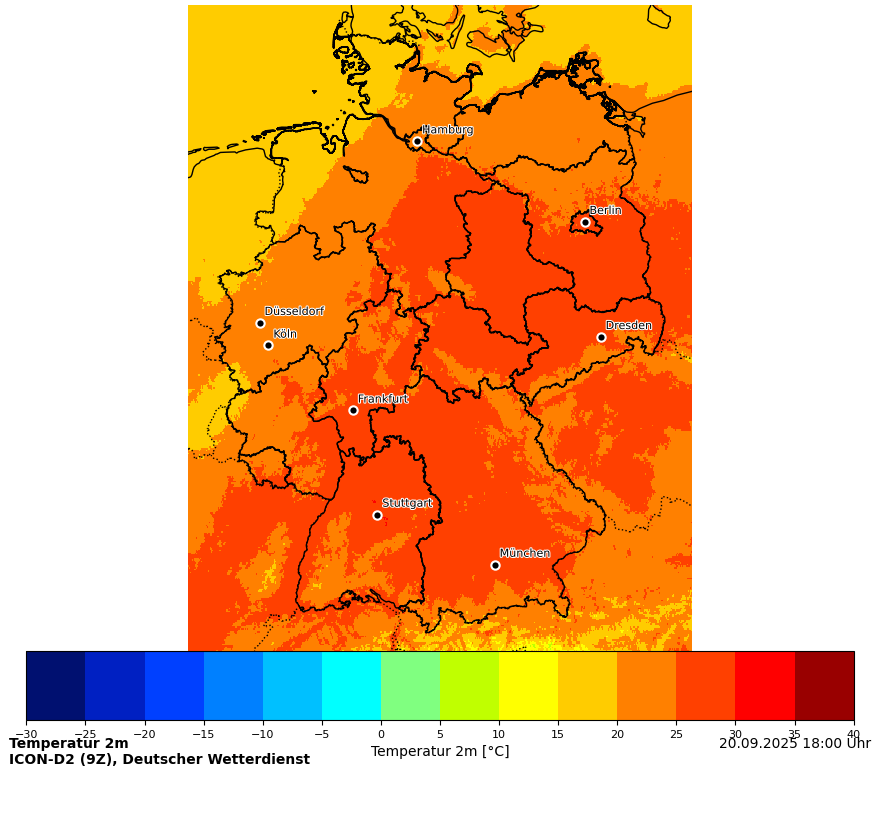 Hamburg
Berlin
Düsseldorf
Köln
Dresden
Frankfurt
Stuttgart
München
−30 −25 −20 −15 −10 −5 0 5 10 15 20 25 30 35 40
Temperatur 2m
Temperatur 2m [°C]
20.09.2025 18:00 Uhr
ICON-D2 (9Z), Deutscher Wetterdienst